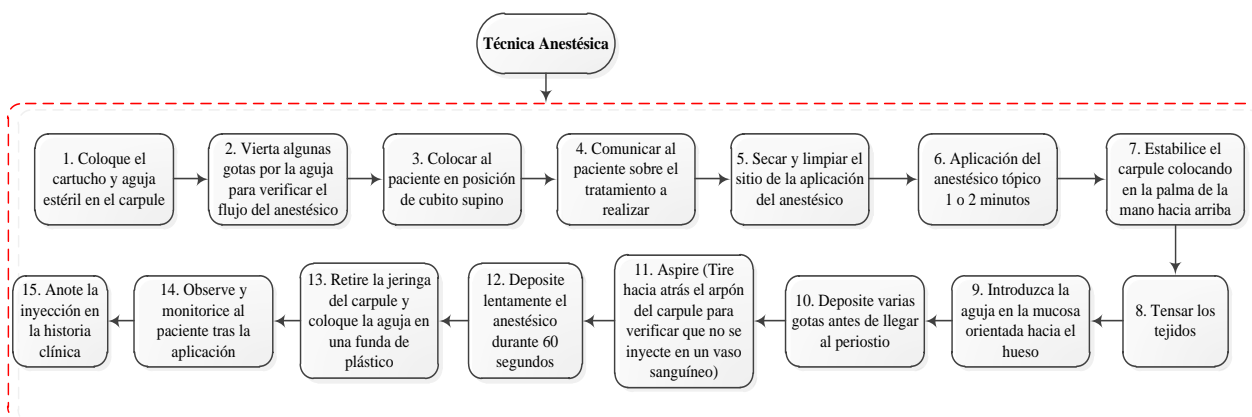 Técnica Anestésica
1. Coloque el
cartucho y aguja
estéril en el carpule
2. Vierta algunas
gotas por la aguja
para verificar el
flujo del anestésico
3. Colocar al
paciente en posición
de cubito supino
4. Comunicar al
paciente sobre el
tratamiento a
realizar
5. Secar y limpiar el
sitio de la aplicación
del anestésico
6. Aplicación del
anestésico tópico
1 o 2 minutos
7. Estabilice el
carpule colocando
en la palma de la
mano hacia arriba
8. Tensar los
tejidos
9. Introduzca la
aguja en la mucosa
orientada hacia el
hueso
10. Deposite varias
gotas antes de llegar
al periostio
11. Aspire (Tire
hacia atrás el arpón
del carpule para
verificar que no se
inyecte en un vaso
sanguíneo)
12. Deposite
lentamente el
anestésico
durante 60
segundos
13. Retire la jeringa
del carpule y
coloque la aguja en
una funda de
plástico
14. Observe y
monitorice al
paciente tras la
aplicación
15. Anote la
inyección en
la historia
clínica